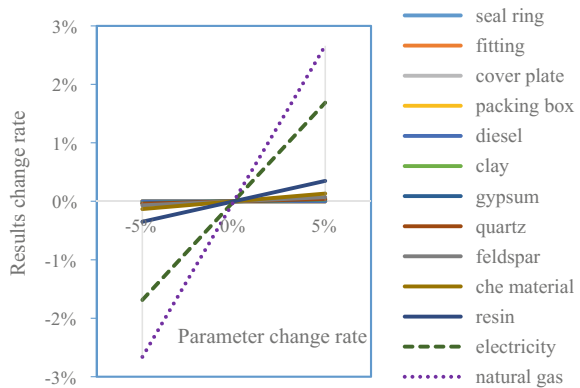 3%
2%
1%
0%
-1%
-2%
-3%
-5%
0%
5%
Results change rate
Parameter change rate
seal ring
fitting
cover plate
packing box
diesel
clay
gypsum
quartz
feldspar
che material
resin
electricity
natural gas